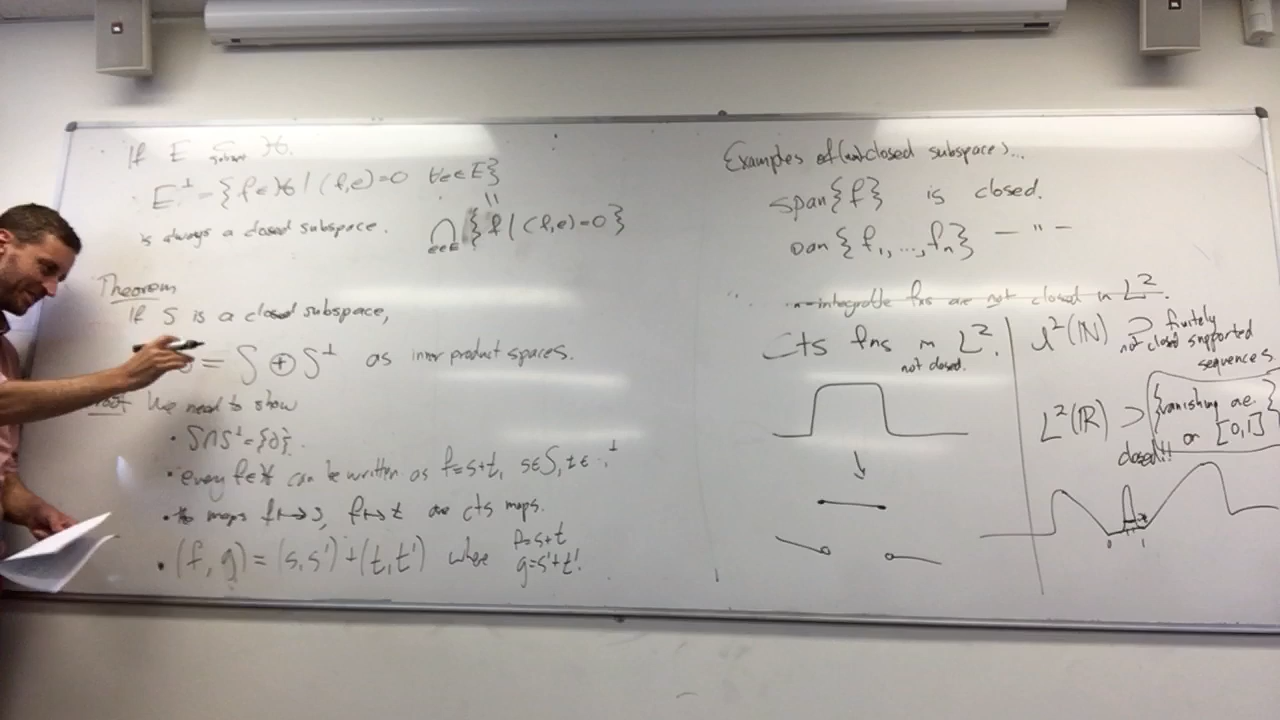 If E ⊆ ℋ.
subset
E^⊥ = {f ∈ ℋ | (f,e) = 0 ∀e∈E}
is always a closed subspace.
=
⋂_{e∈E} {f | (f,e) = 0}
Theorem
If S is a closed subspace,
= S ⊕ S^⊥ as inner product spaces.
Proof We need to show
• S∩S^⊥ = {0}.
• every f∈ℋ can be written as f=s+t, s∈S, t∈ ^⊥
• maps f↦s, f↦t are cts maps.
• (f,g) = (s,s') + (t,t') where f=s+t
g=s'+t'.
Examples of (un)closed subspaces...
span{f} is closed.
{f₁,...,fₙ} — " —
-integrable fns are not closed in L².
Cts fns in L².
not closed.
ℓ²(ℕ) ⊃ finitely supported sequences
not closed
L²(ℝ) ⊃ {vanishing a.e. on [0,1]}
closed!!
0 1